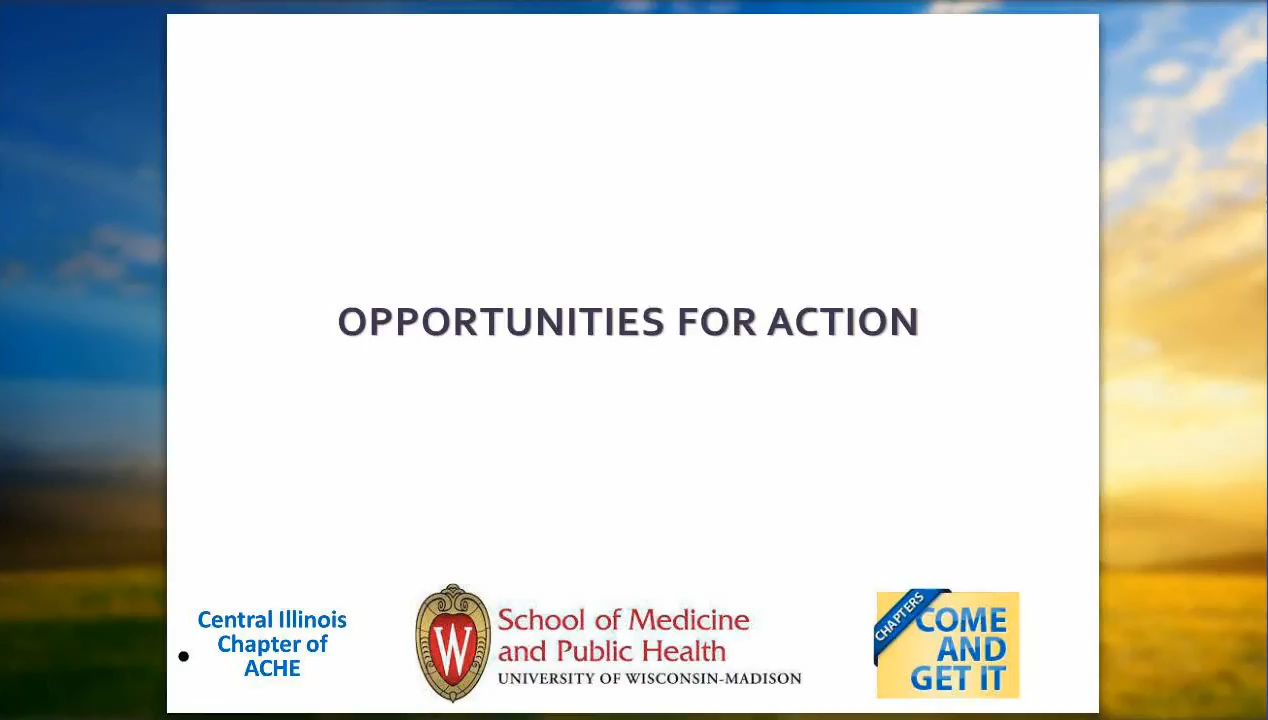 OPPORTUNITIES FOR ACTION
Central Illinois
Chapter of
ACHE
W
School of Medicine
and Public Health
UNIVERSITY OF WISCONSIN-MADISON
CHAPTERS
COME
AND
GET IT